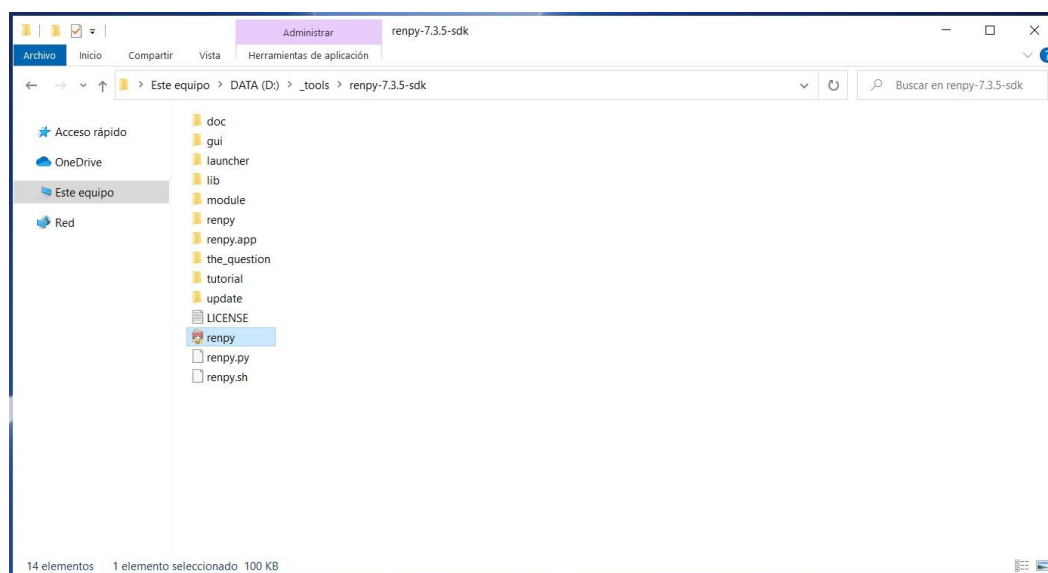 Administrar
renpy-7.3.5-sdk
Archivo Inicio Compartir Vista Herramientas de aplicación
Este equipo > DATA (D:) > _tools > renpy-7.3.5-sdk
Buscar en renpy-7.3.5-sdk
Acceso rápido
OneDrive
Este equipo
Red
doc
gui
launcher
lib
module
renpy
renpy.app
the_question
tutorial
update
LICENSE
renpy
renpy.py
renpy.sh
14 elementos 1 elemento seleccionado 100 KB